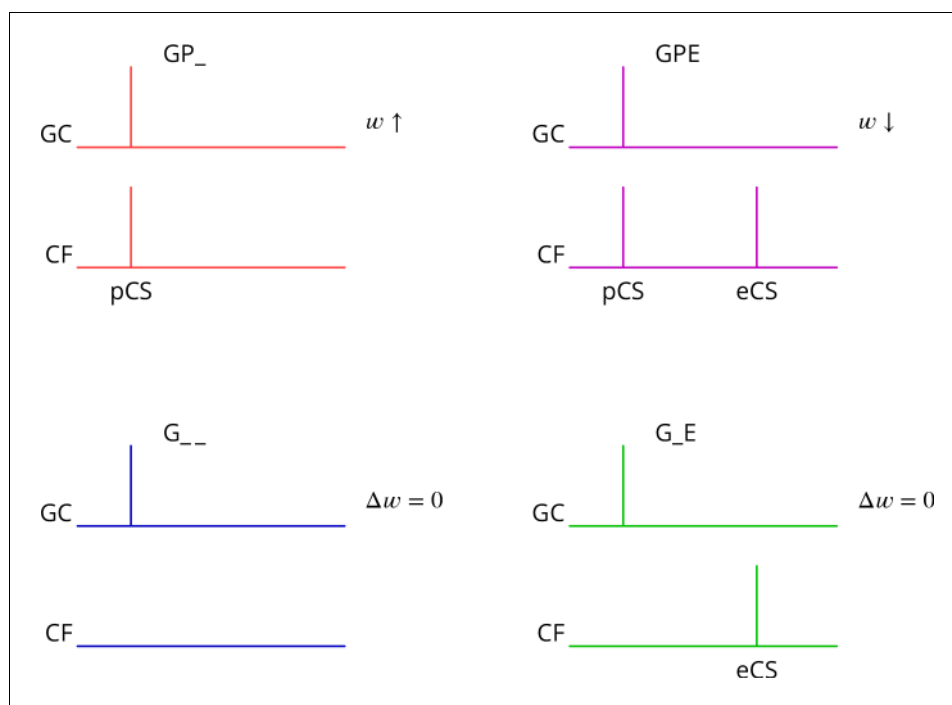 GP_
GC
w ↑
CF
pCS
GPE
GC
w ↓
CF
pCS
eCS
G_ _
GC
Δw = 0
CF
G_E
GC
Δw = 0
CF
eCS